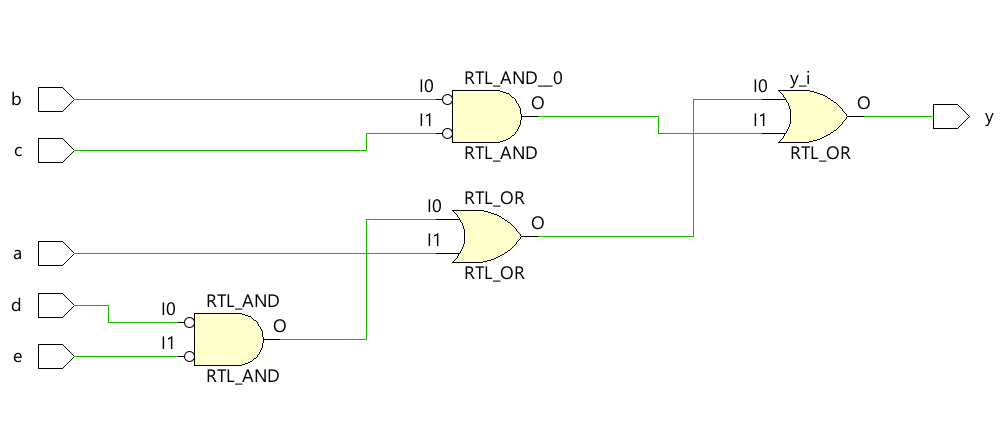 RTL_AND__0
y_i
b
I0
O
I0
O
c
I1
I1
y
RTL_AND
RTL_OR
RTL_OR
I0
O
a
I1
RTL_OR
d
RTL_AND
I0
O
e
I1
RTL_AND